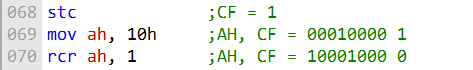 068 stc ;CF = 1
069 mov ah, 10h ;AH, CF = 00010000 1
070 rcr ah, 1 ;AH, CF = 10001000 0